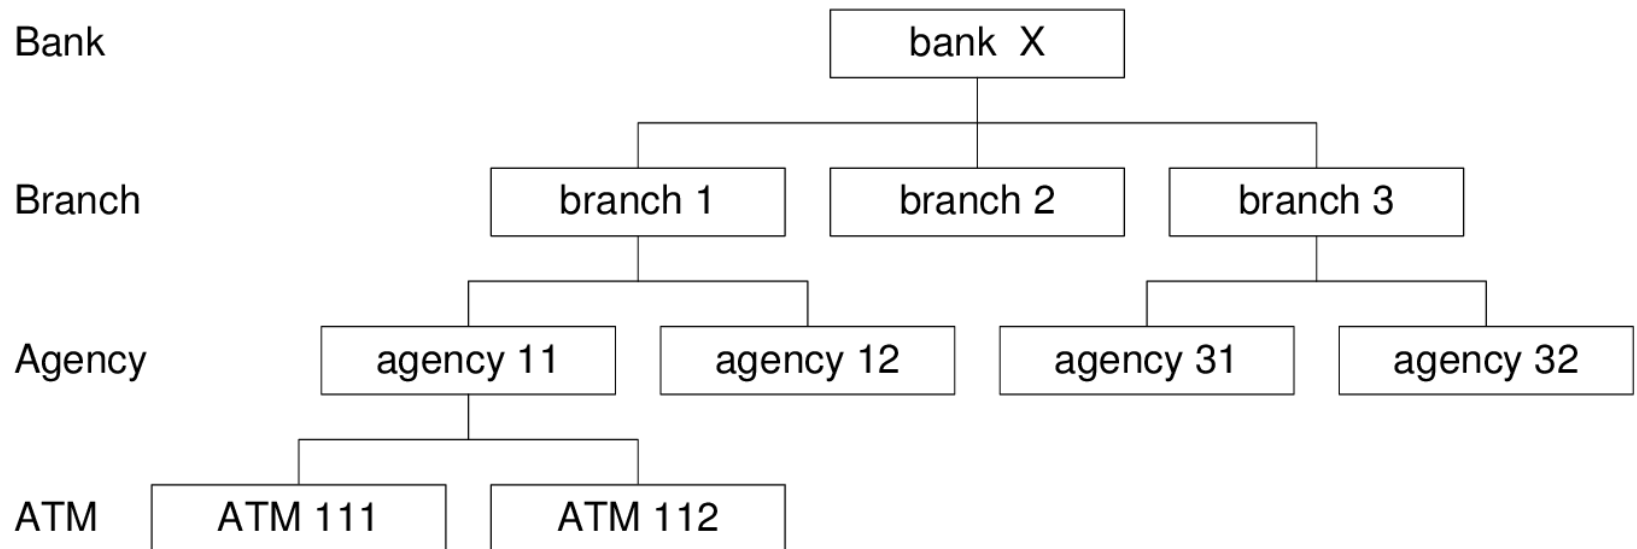 Bank
bank X
Branch
branch 1
branch 2
branch 3
Agency
agency 11
agency 12
agency 31
agency 32
ATM
ATM 111
ATM 112